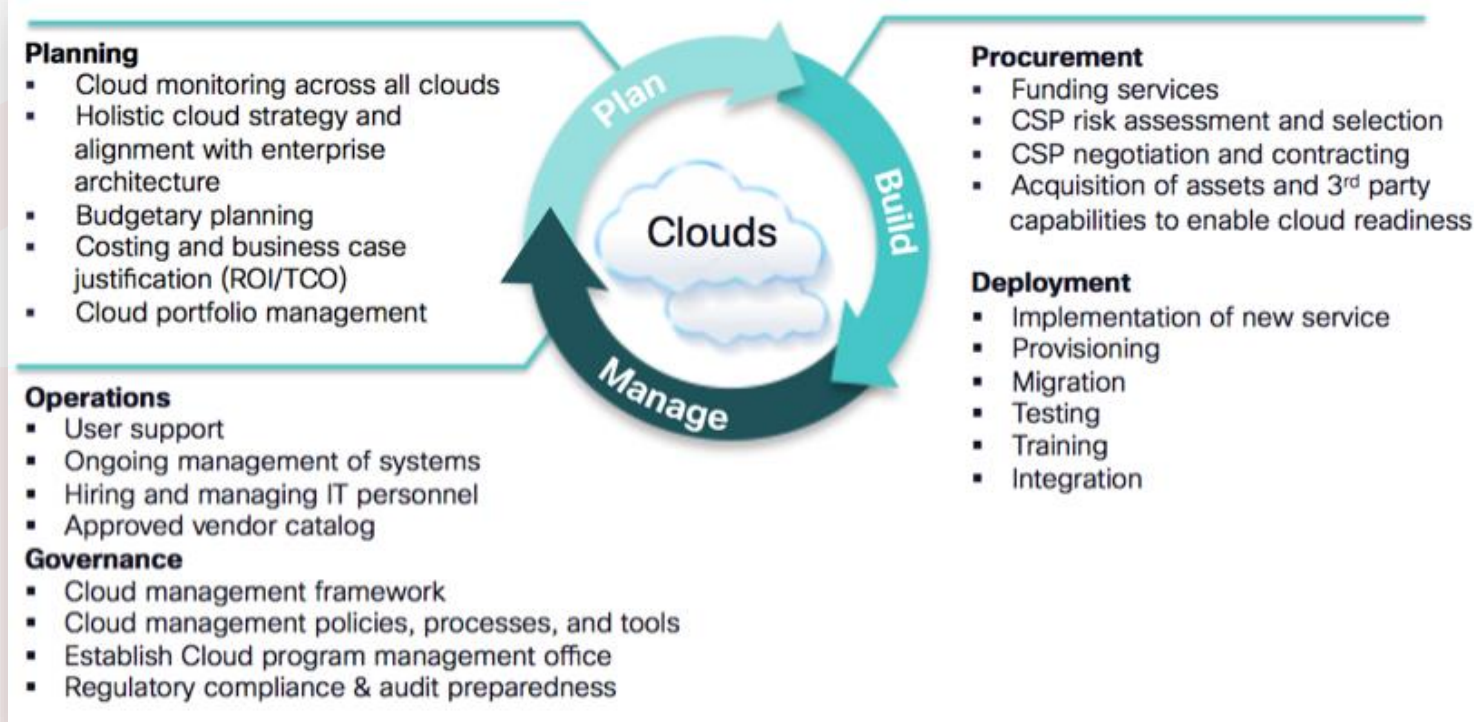 Planning
▪ Cloud monitoring across all clouds
▪ Holistic cloud strategy and
alignment with enterprise
architecture
▪ Budgetary planning
▪ Costing and business case
justification (ROI/TCO)
▪ Cloud portfolio management
Operations
▪ User support
▪ Ongoing management of systems
▪ Hiring and managing IT personnel
▪ Approved vendor catalog
Governance
▪ Cloud management framework
▪ Cloud management policies, processes, and tools
▪ Establish Cloud program management office
▪ Regulatory compliance & audit preparedness
Plan
Build
Manage
Clouds
Procurement
▪ Funding services
▪ CSP risk assessment and selection
▪ CSP negotiation and contracting
▪ Acquisition of assets and 3rd party
capabilities to enable cloud readiness
Deployment
▪ Implementation of new service
▪ Provisioning
▪ Migration
▪ Testing
▪ Training
▪ Integration